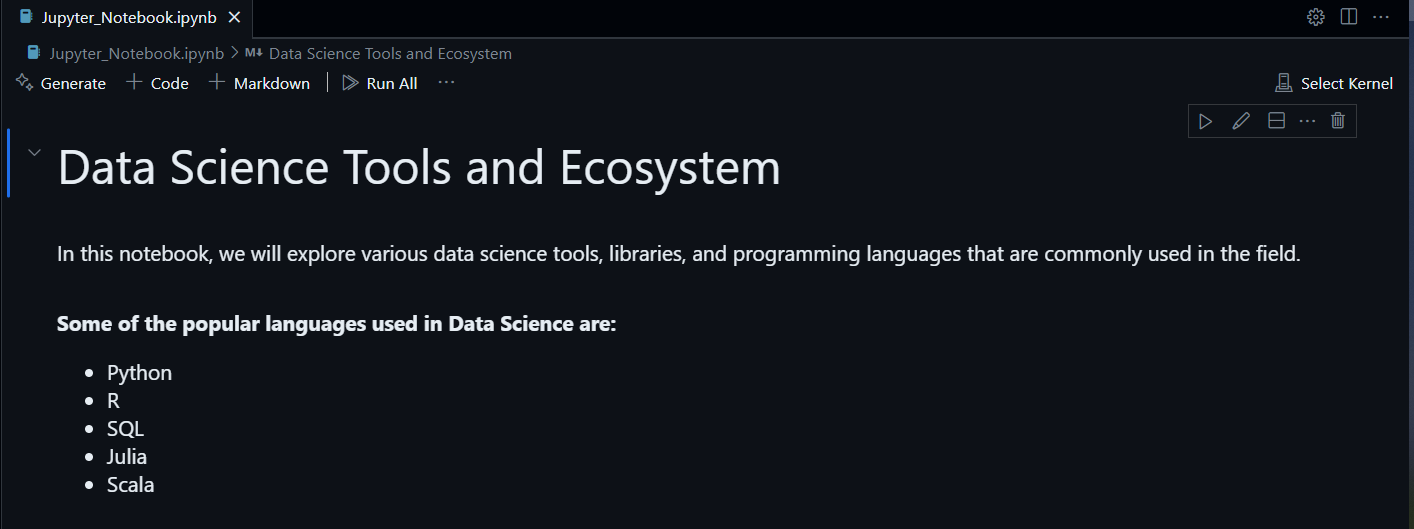 Jupyter_Notebook.ipynb
Jupyter_Notebook.ipynb > M↓ Data Science Tools and Ecosystem
Generate + Code + Markdown | Run All ... Select Kernel
Data Science Tools and Ecosystem
In this notebook, we will explore various data science tools, libraries, and programming languages that are commonly used in the field.
Some of the popular languages used in Data Science are:
• Python
• R
• SQL
• Julia
• Scala